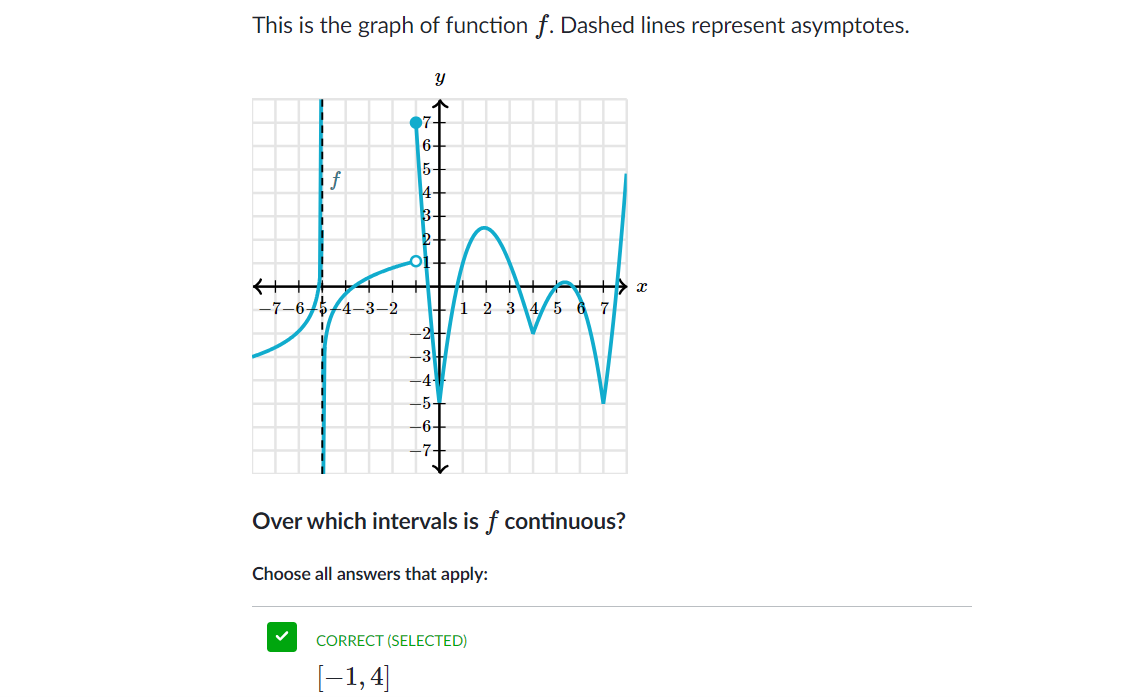 This is the graph of function f. Dashed lines represent asymptotes.
y
7
6
5
f
4
3
2
1
x
−7 −6 −5 −4 −3 −2 1 2 3 4 5 6 7
−2
−3
−4
−5
−6
−7
Over which intervals is f continuous?
Choose all answers that apply:
CORRECT (SELECTED)
[−1, 4]